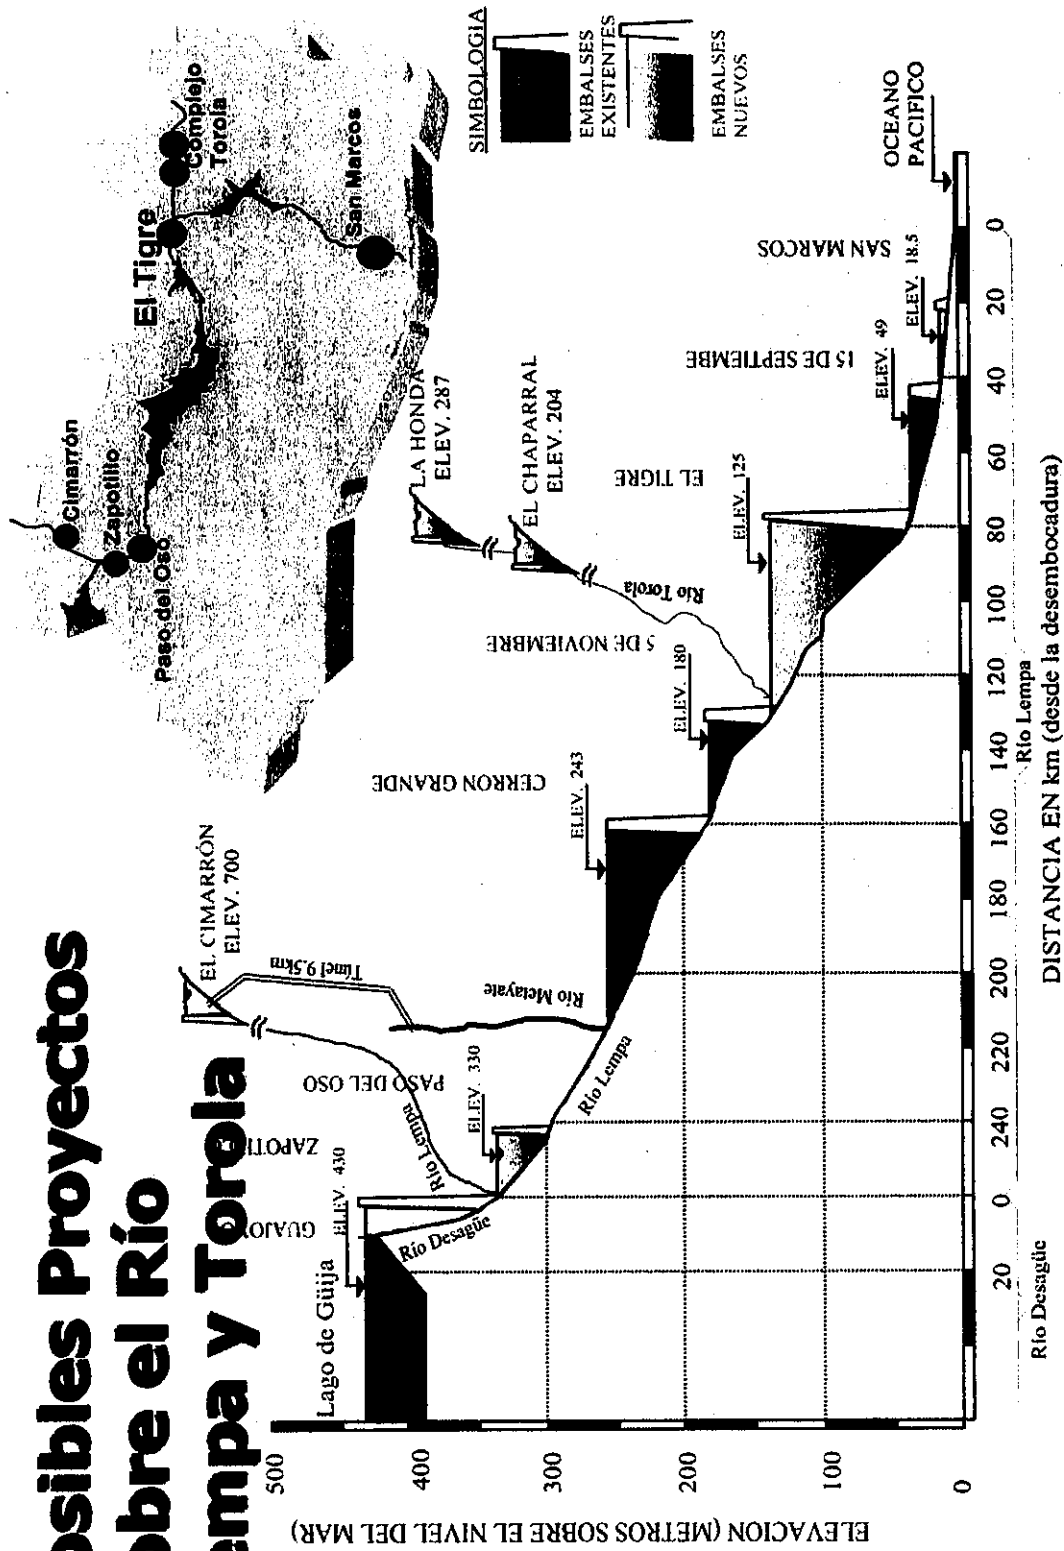 osibles Proyectos
obre el Río
empa y Torola
Cimarrón
Zapotillo
Paso del Oso
El Tigre
Complejo
Torola
San Marcos
SIMBOLOGIA
EMBALSES
EXISTENTES
EMBALSES
NUEVOS
OCEANO
PACIFICO
SAN MARCOS
ELEV. 18.5
15 DE SEPTIEMBRE
ELEV. 49
EL TIGRE
ELEV. 125
LA HONDA
ELEV. 287
EL CHAPARRAL
ELEV. 204
Río Torola
5 DE NOVIEMBRE
ELEV. 180
CERRON GRANDE
ELEV. 243
EL CIMARRÓN
ELEV. 700
Túnel 9.5km
Río Metayate
PASO DEL OSO
ELEV. 330
Río Lempa
Río Lempa
ZAPOTI
GUAJOY
ELEV. 430
Río Desagüe
Lago de Güija
500
400
300
200
100
0
ELEVACION (METROS SOBRE EL NIVEL DEL MAR)
20
0
240
220
200
180
160
140
120
100
80
60
40
20
0
Río Desagüe
Río Lempa
DISTANCIA EN km (desde la desembocadura)